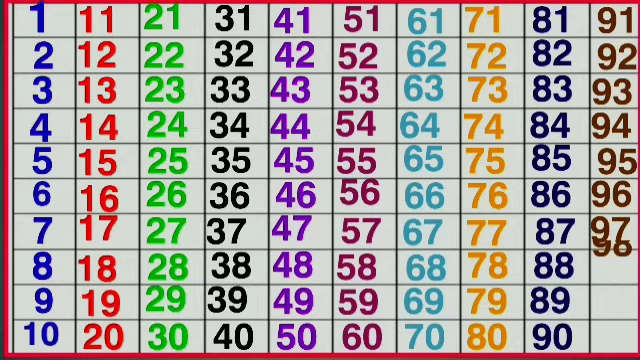 1 11 21 31 41 51 61 71 81 91
2 12 22 32 42 52 62 72 82 92
3 13 23 33 43 53 63 73 83 93
4 14 24 34 44 54 64 74 84 94
5 15 25 35 45 55 65 75 85 95
6 16 26 36 46 56 66 76 86 96
7 17 27 37 47 57 67 77 87 97
98
8 18 28 38 48 58 68 78 88
9 19 29 39 49 59 69 79 89
10 20 30 40 50 60 70 80 90